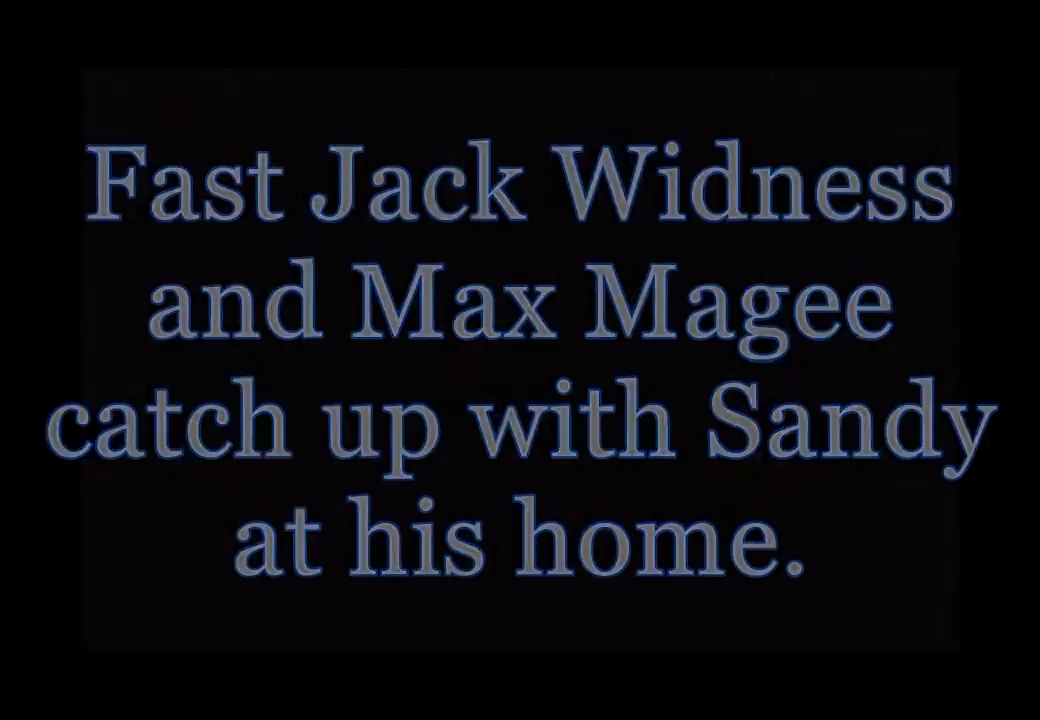 Fast Jack Widness
and Max Magee
catch up with Sandy
at his home.